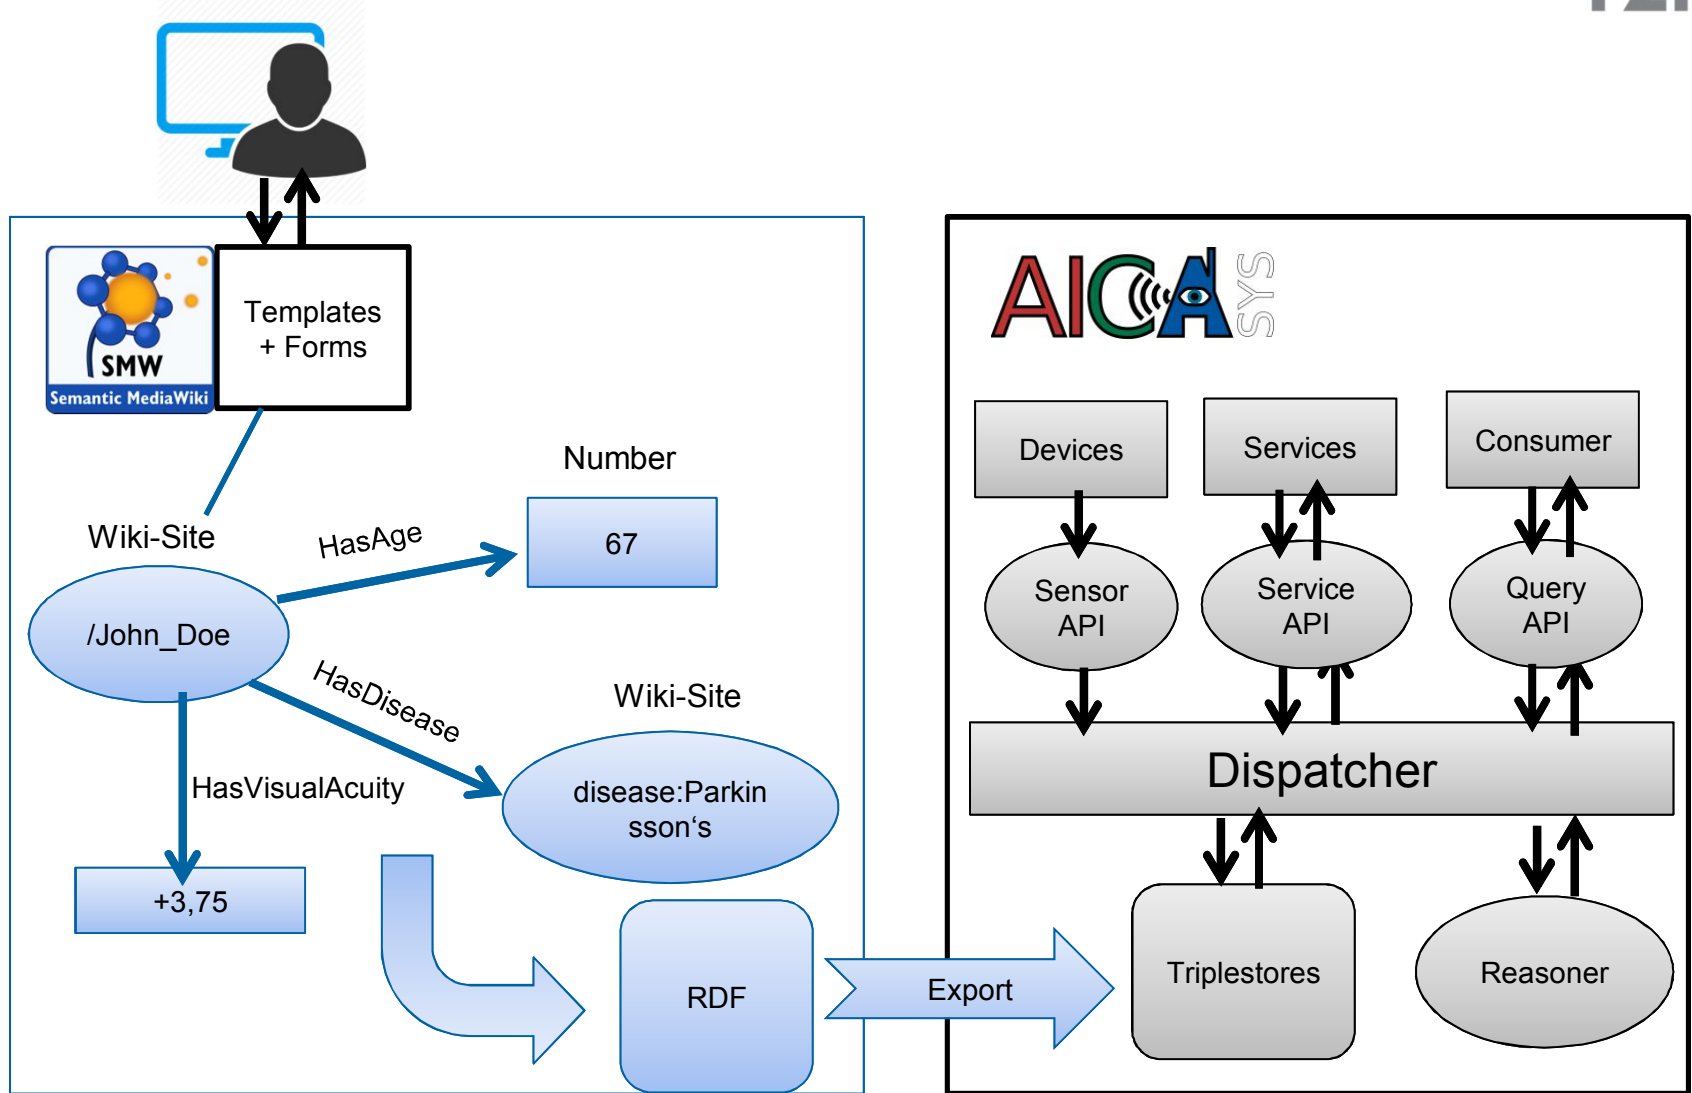 Templates
+ Forms
SMW
Semantic MediaWiki
Number
67
Wiki-Site
HasAge
/John_Doe
HasDisease
Wiki-Site
HasVisualAcuity
disease:Parkin
sson‘s
+3,75
RDF
Export
AICA
SYS
Devices
Services
Consumer
Sensor
API
Service
API
Query
API
Dispatcher
Triplestores
Reasoner